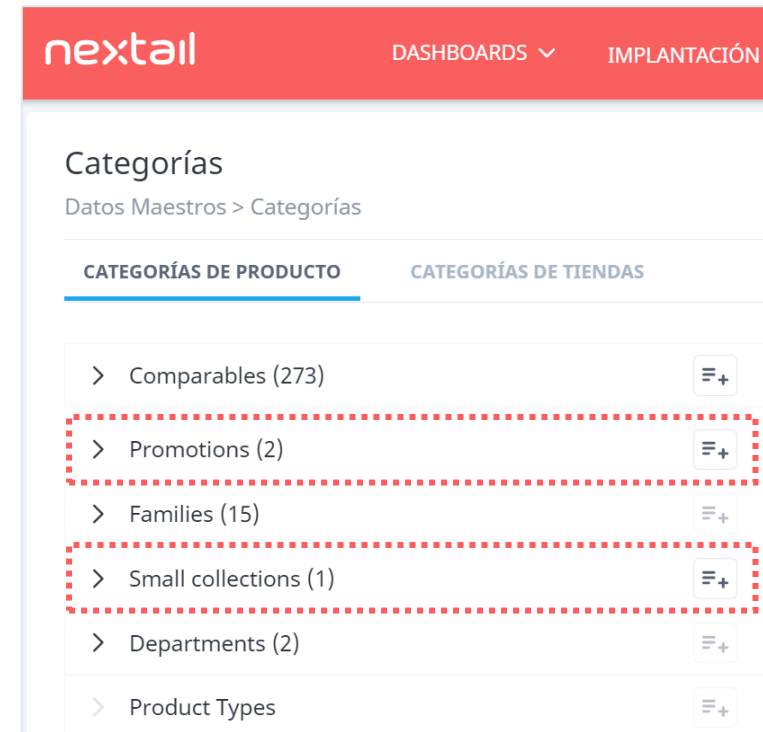 nextail
DASHBOARDS IMPLANTACIÓN
Categorías
Datos Maestros > Categorías
CATEGORÍAS DE PRODUCTO CATEGORÍAS DE TIENDAS
Comparables (273)
Promotions (2)
Families (15)
Small collections (1)
Departments (2)
Product Types